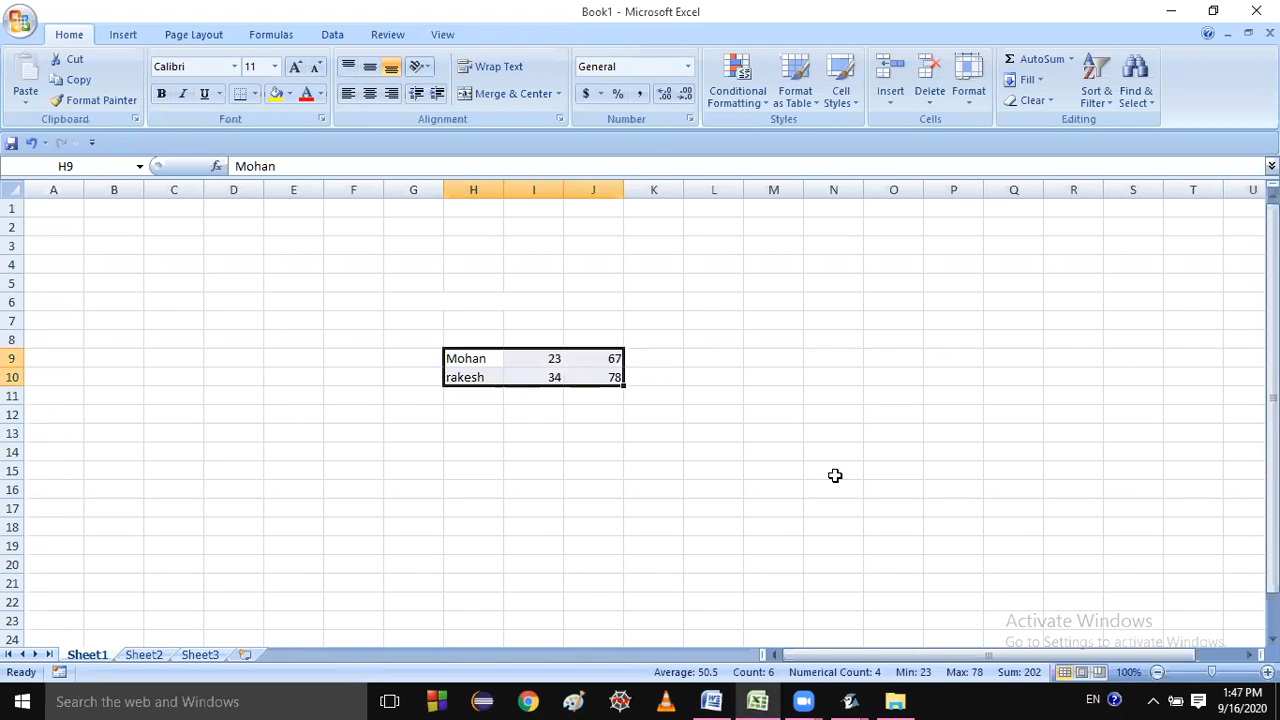 Book1 - Microsoft Excel
Home Insert Page Layout Formulas Data Review View
Cut
Copy
Format Painter
Paste
Clipboard
Calibri 11
B I U
Font
Wrap Text
Merge & Center
Alignment
General
$ % ,
Number
Conditional Formatting
Format as Table
Cell Styles
Styles
Insert Delete Format
Cells
AutoSum
Fill
Clear
Sort & Filter
Find & Select
Editing
H9 fx Mohan
A B C D E F G H I J K L M N O P Q R S T U
1
2
3
4
5
6
7
8
9 Mohan 23 67
10 rakesh 34 78
11
12
13
14
15
16
17
18
19
20
21
22
23
24
Activate Windows
Go to Settings to activate Windows.
Sheet1 Sheet2 Sheet3
Ready Average: 50.5 Count: 6 Numerical Count: 4 Min: 23 Max: 78 Sum: 202 100%
Search the web and Windows
EN 1:47 PM
9/16/2020